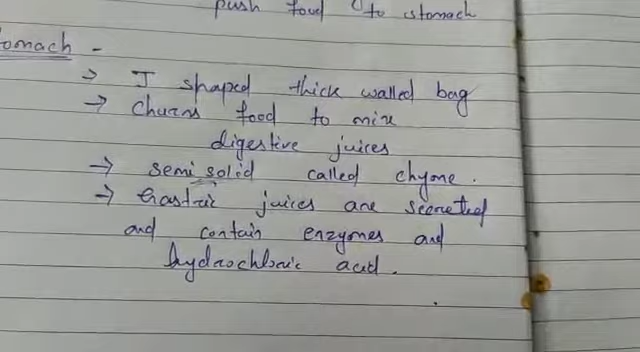 push food to stomach
stomach -
→ J shaped thick walled bag
→ Churns food to mix
digestive juices
→ semi solid called chyme.
→ Gastric juices are secreted
and contain enzymes and
hydrochloric acid.